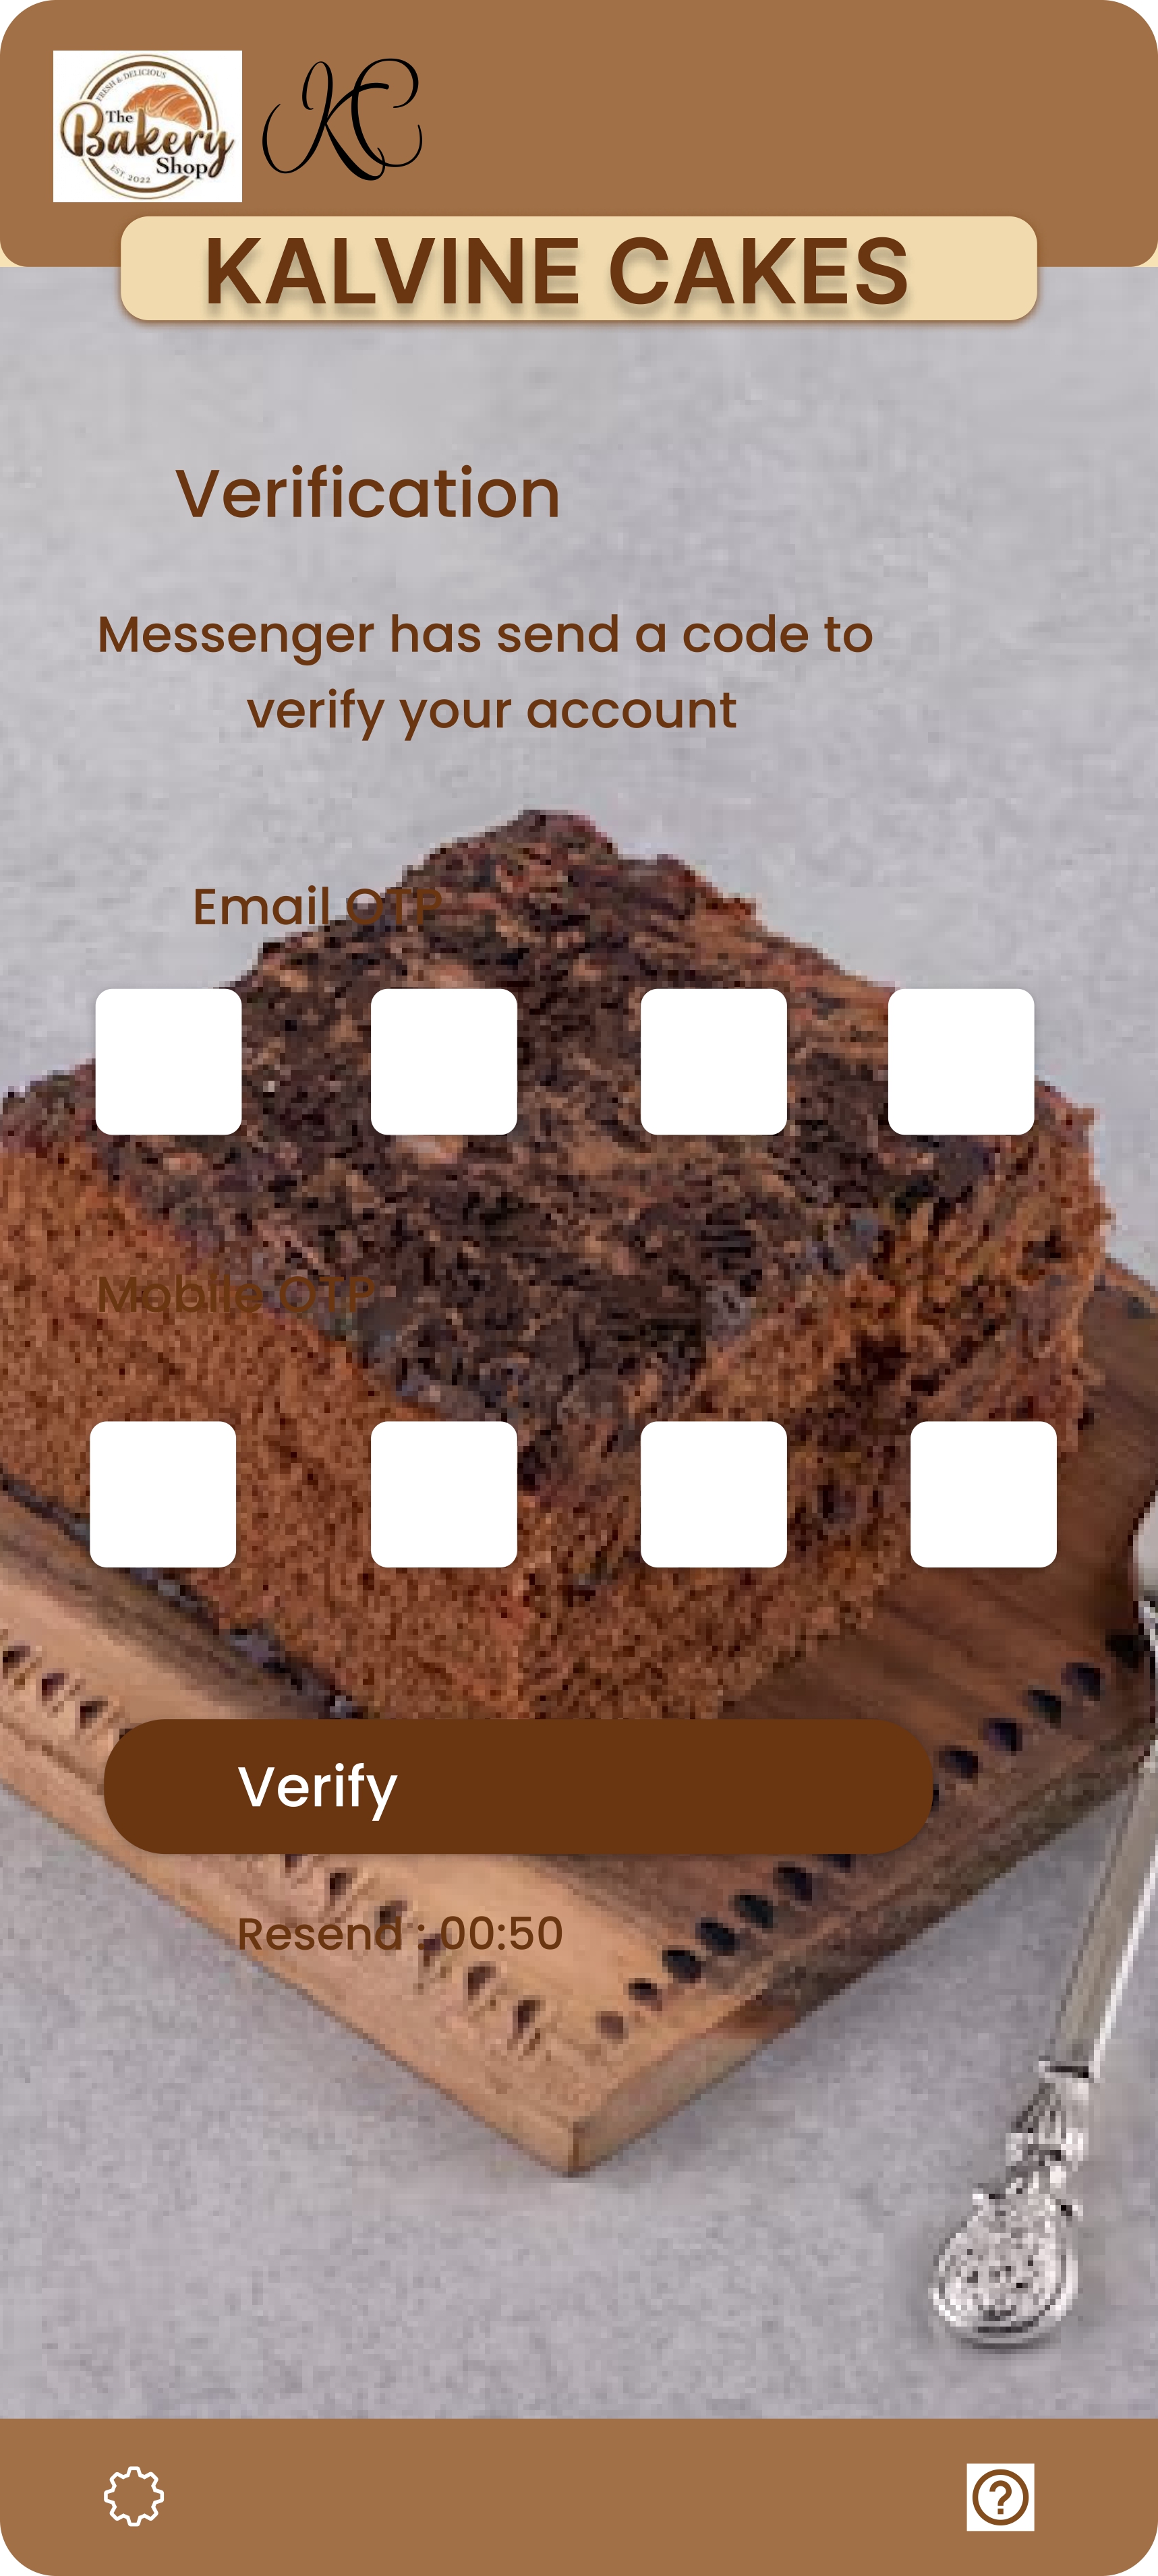 FRESH & DELICIOUS
The
Bakery
Shop
EST. 2022
KC
KALVINE CAKES
Verification
Messenger has send a code to
verify your account
Email OTP
Mobile OTP
Verify
Resend : 00:50
?